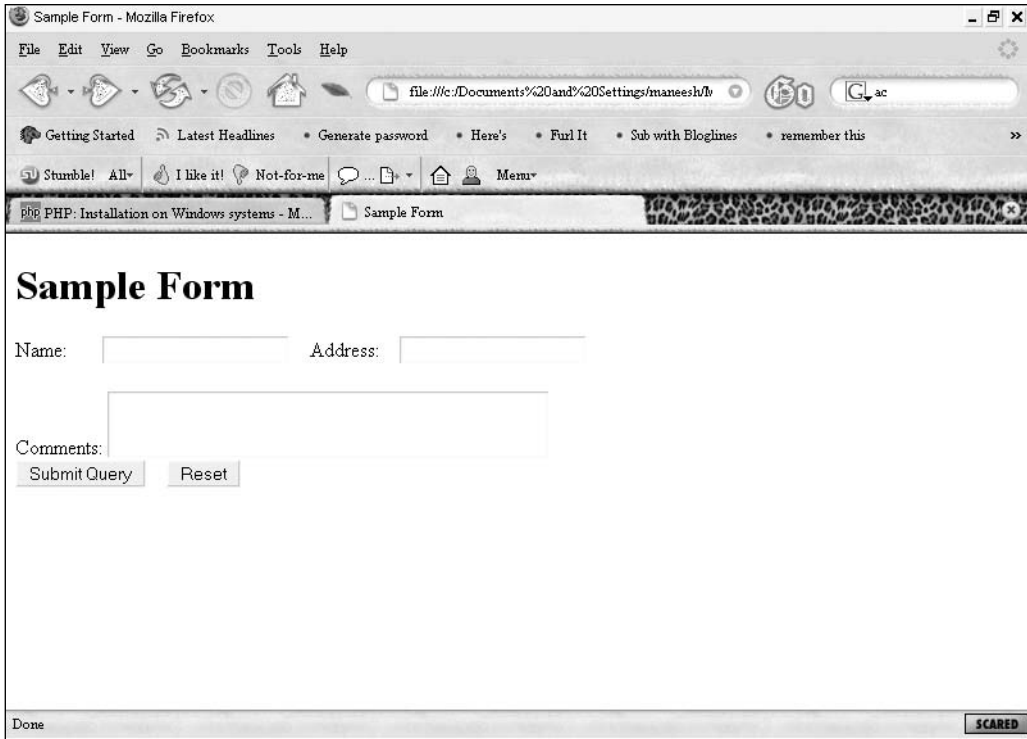 Sample Form - Mozilla Firefox
File Edit View Go Bookmarks Tools Help
file:///c:/Documents%20and%20Settings/maneesh/ ac
Getting Started Latest Headlines Generate password Here's Furl It Sub with Bloglines remember this »
Stumble! All I like it! Not-for-me ... Menu
php PHP: Installation on Windows systems - M... Sample Form
Sample Form
Name: Address:
Comments:
Submit Query Reset
Done SCARED